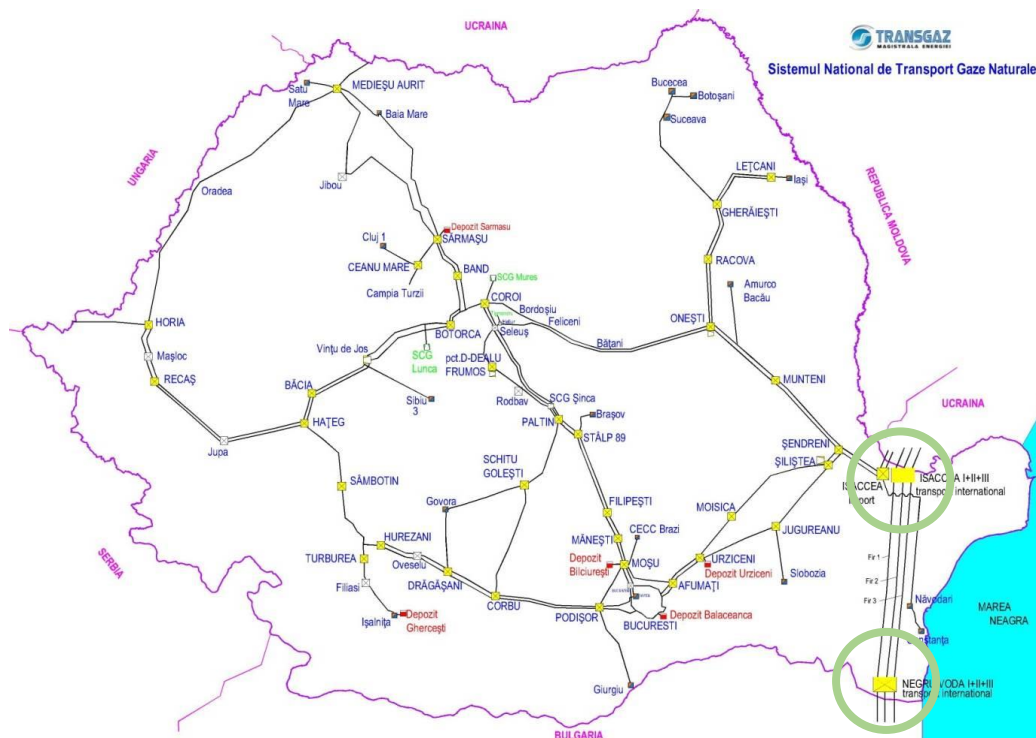 UCRAINA
TRANSGAZ
MAGISTRALA ENERGIEI
Sistemul National de Transport Gaze Naturale
MEDIEŞU AURIT
Satu
Mare
Baia Mare
Bucecea
Botoşani
Suceava
UNGARIA
Oradea
Jibou
LEŢCANI
Iaşi
REPUBLICA MOLDOVA
GHERĂIEŞTI
Depozit Sarmasu
SĂRMAŞU
Cluj 1
CEANU MARE
BAND
Campia Turzii
SCG Mures
RACOVA
Amurco
Bacău
COROI
Bordoşiu
Feliceni
Seleuş
HORIA
BOTORCA
ONEŞTI
Băţani
Maşloc
Vinţu de Jos
SCG
Lunca
pct.D-DEALU
FRUMOS
RECAŞ
BĂCIA
Sibiu
3
Rodbav
SCG Şinca
MUNTENI
HAŢEG
PALTIN
Braşov
UCRAINA
Jupa
STÂLP 89
ŞENDRENI
SCHITU
GOLEŞTI
ŞILIŞTEA
SÂMBOTIN
ISACCEA
ISACCEA I+II+III
transport international
Govora
FILIPEŞTI
MOISICA
JUGUREANU
CECC Brazi
MĂNEŞTI
HUREZANI
Oveselu
Fir 1
SERBIA
TURBUREA
Depozit
Bilciureşti
MOŞU
URZICENI
Depozit Urziceni
Slobozia
Fir 2
Filiasi
DRĂGĂŞANI
AFUMAŢI
CORBU
Fir 3
Năvodari
MAREA
NEAGRA
Işalniţa
Depozit
Gherceşti
PODIŞOR
BUCURESTI
Depozit Balaceanca
Constanţa
Giurgiu
NEGRU VODA I+II+III
transport international
BULGARIA